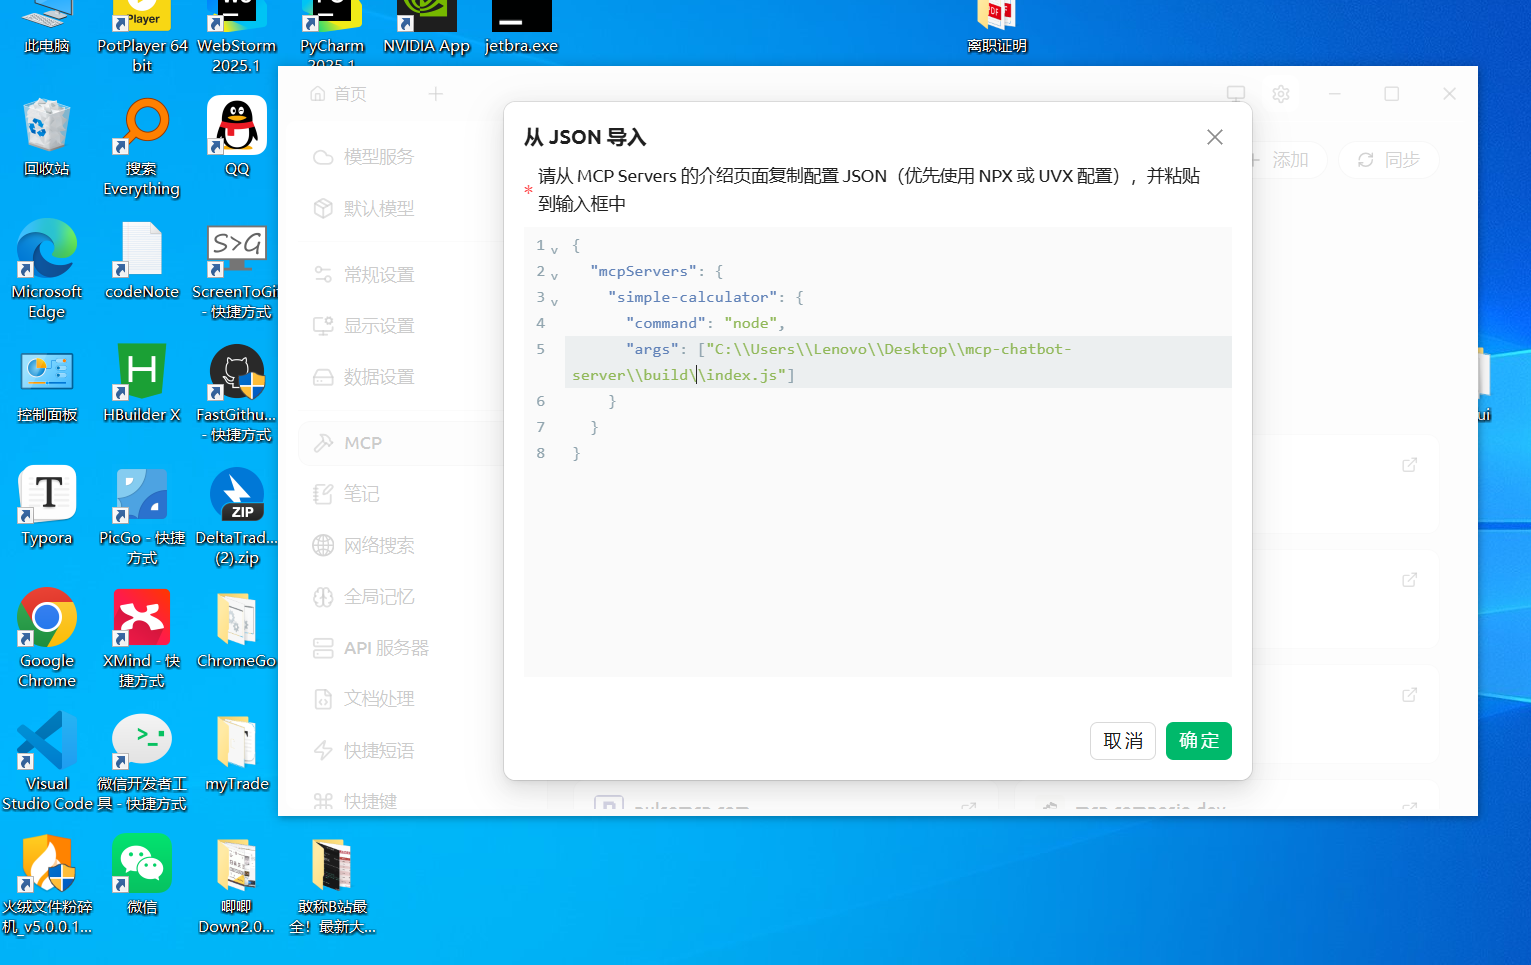 此电脑
PotPlayer 64 bit
WebStorm 2025.1
PyCharm 2025.1
NVIDIA App
jetbra.exe
离职证明
回收站
搜索 Everything
QQ
Microsoft Edge
codeNote
ScreenToGi
- 快捷方式
控制面板
HBuilder X
FastGithu...
- 快捷方式
Typora
PicGo - 快捷方式
DeltaTrad...
(2).zip
Google Chrome
XMind - 快捷方式
ChromeGo
Visual Studio Code
微信开发者工具 - 快捷方式
myTrade
火绒文件粉碎机_v5.0.0.1...
微信
唧唧 Down2.0...
敢称B站最全！最新大...
ui
首页
模型服务
默认模型
常规设置
显示设置
数据设置
MCP
笔记
网络搜索
全局记忆
API 服务器
文档处理
快捷短语
快捷键
添加
同步
从 JSON 导入
* 请从 MCP Servers 的介绍页面复制配置 JSON（优先使用 NPX 或 UVX 配置），并粘贴
到输入框中
1 {
2 "mcpServers": {
3 "simple-calculator": {
4 "command": "node",
5 "args": ["C:\\Users\\Lenovo\\Desktop\\mcp-chatbot-
server\\build\\index.js"]
6 }
7 }
8 }
取消
确定